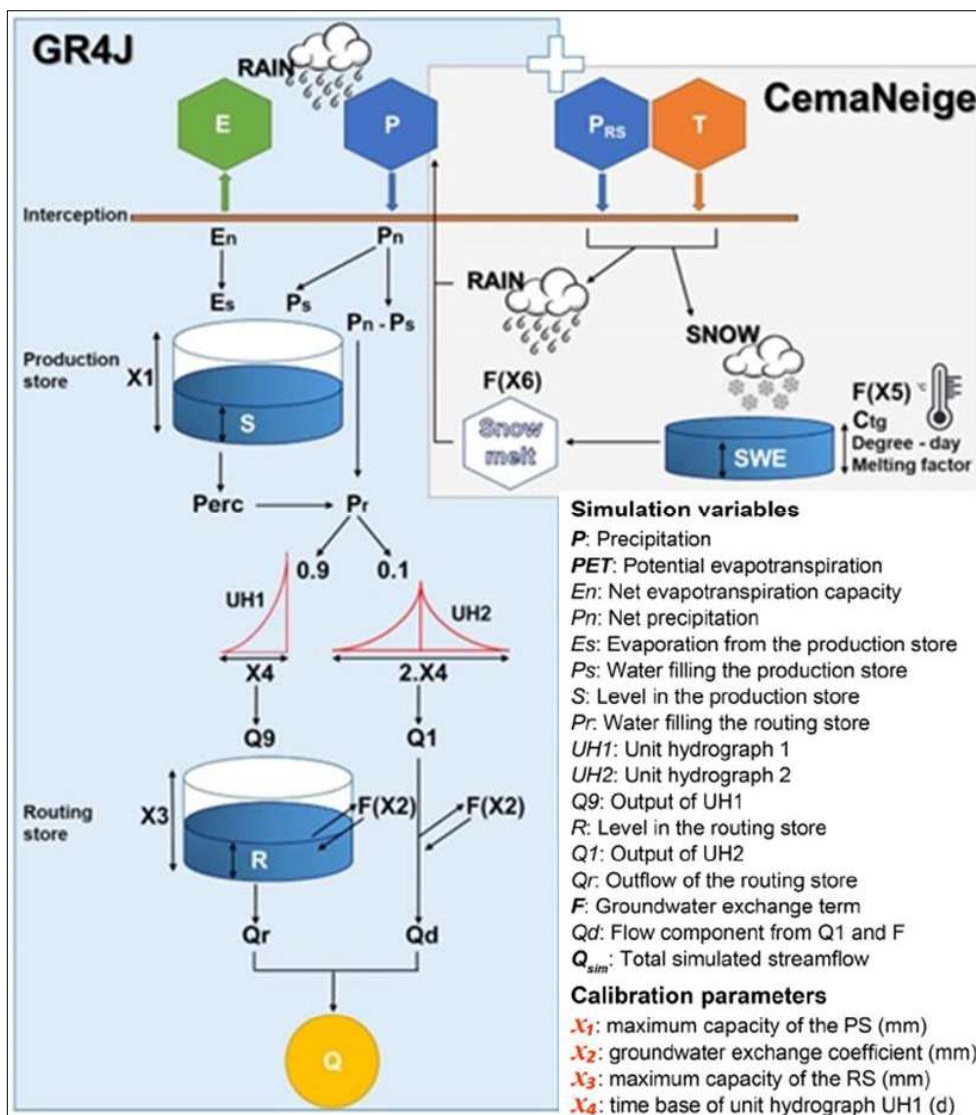 GR4J
RAIN
CemaNeige
E
P
PRS
T
Interception
En
Pn
Es
Ps
Pn - Ps
RAIN
SNOW
Production
store
X1
S
F(X6)
Snow
melt
SWE
F(X5) °C
Ctg
Degree - day
Melting factor
Perc
Pr
0.9
0.1
UH1
UH2
X4
2.X4
Q9
Q1
Routing
store
X3
R
F(X2)
F(X2)
Qr
Qd
Q
Simulation variables
P: Precipitation
PET: Potential evapotranspiration
En: Net evapotranspiration capacity
Pn: Net precipitation
Es: Evaporation from the production store
Ps: Water filling the production store
S: Level in the production store
Pr: Water filling the routing store
UH1: Unit hydrograph 1
UH2: Unit hydrograph 2
Q9: Output of UH1
R: Level in the routing store
Q1: Output of UH2
Qr: Outflow of the routing store
F: Groundwater exchange term
Qd: Flow component from Q1 and F
Qsim: Total simulated streamflow
Calibration parameters
X1: maximum capacity of the PS (mm)
X2: groundwater exchange coefficient (mm)
X3: maximum capacity of the RS (mm)
X4: time base of unit hydrograph UH1 (d)